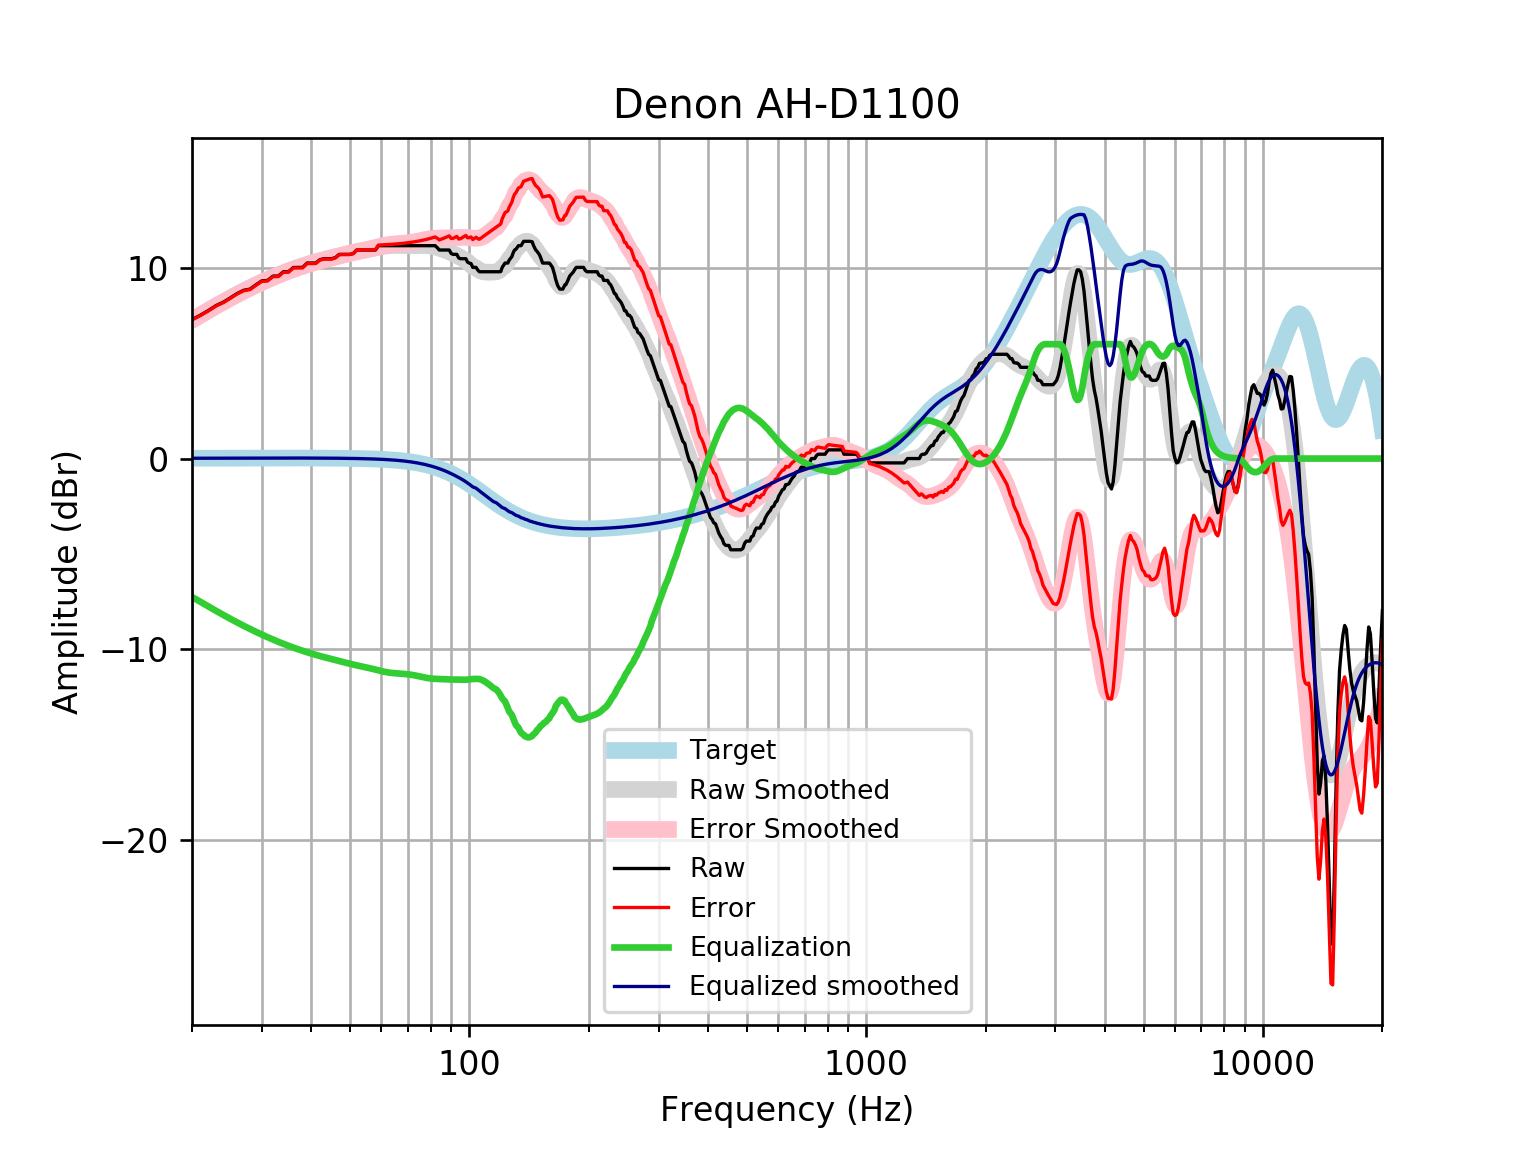 Denon AH-D1100
Amplitude (dBr)
10
0
−10
−20
Target
Raw Smoothed
Error Smoothed
Raw
Error
Equalization
Equalized smoothed
100
1000
10000
Frequency (Hz)